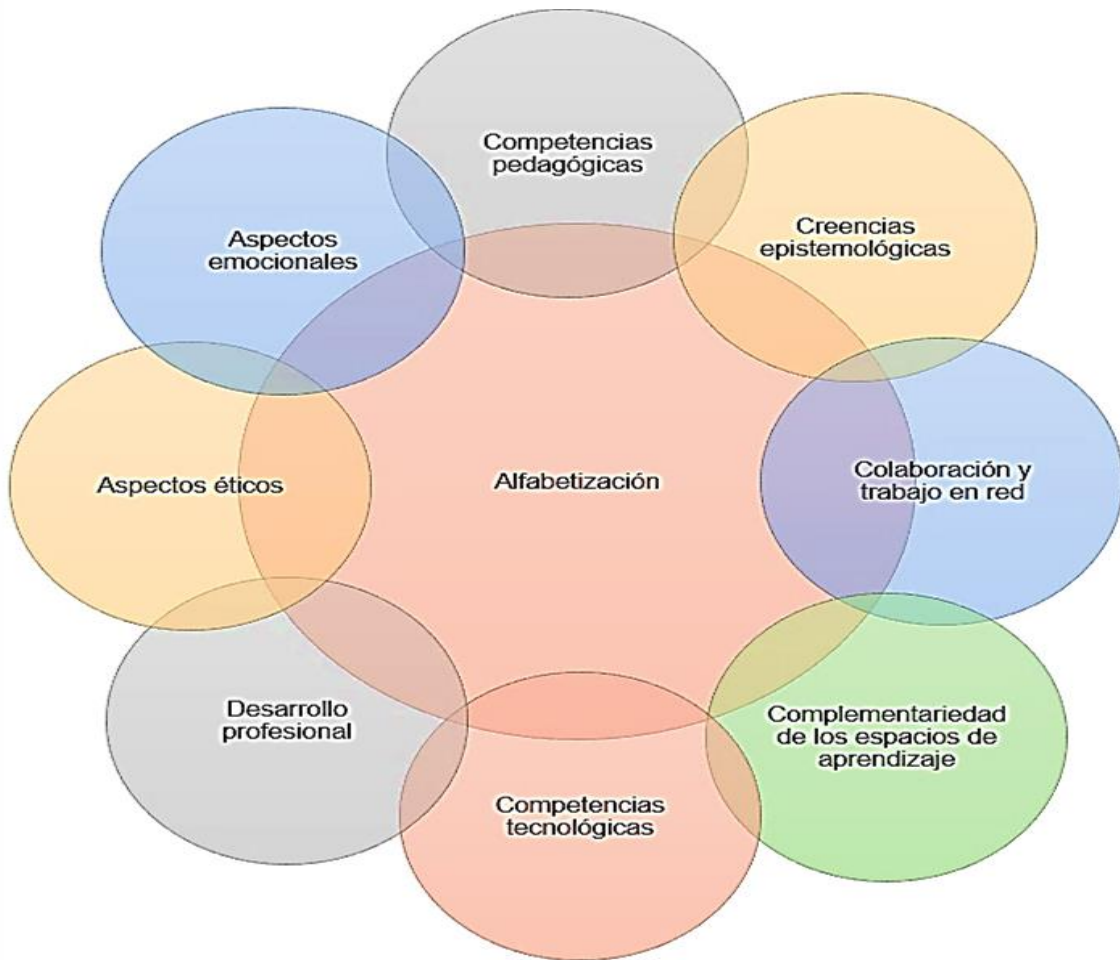 Competencias
pedagógicas
Creencias
epistemológicas
Aspectos
emocionales
Colaboración y
trabajo en red
Alfabetización
Aspectos éticos
Complementariedad
de los espacios de
aprendizaje
Desarrollo
profesional
Competencias
tecnológicas